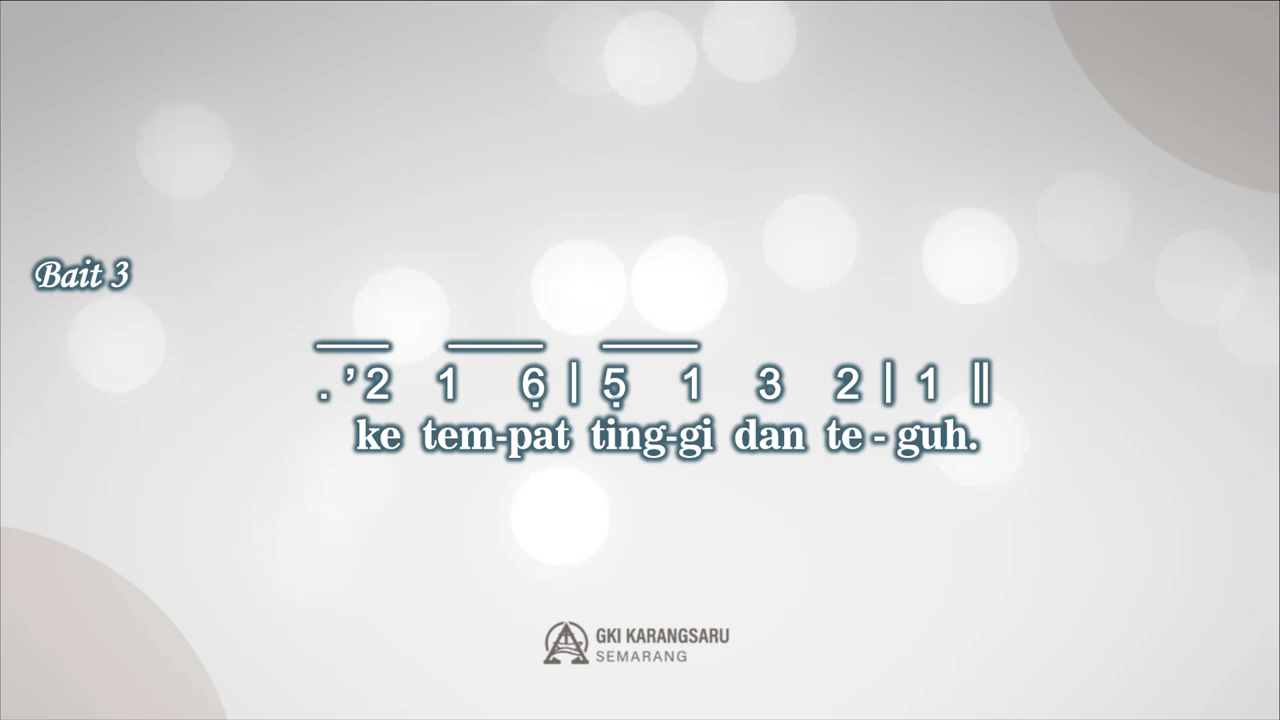 Bait 3
. ’2 1 6̣ | 5̣ 1 3 2 | 1 ||
ke tem-pat ting-gi dan te - guh.
GKI KARANGSARU
SEMARANG